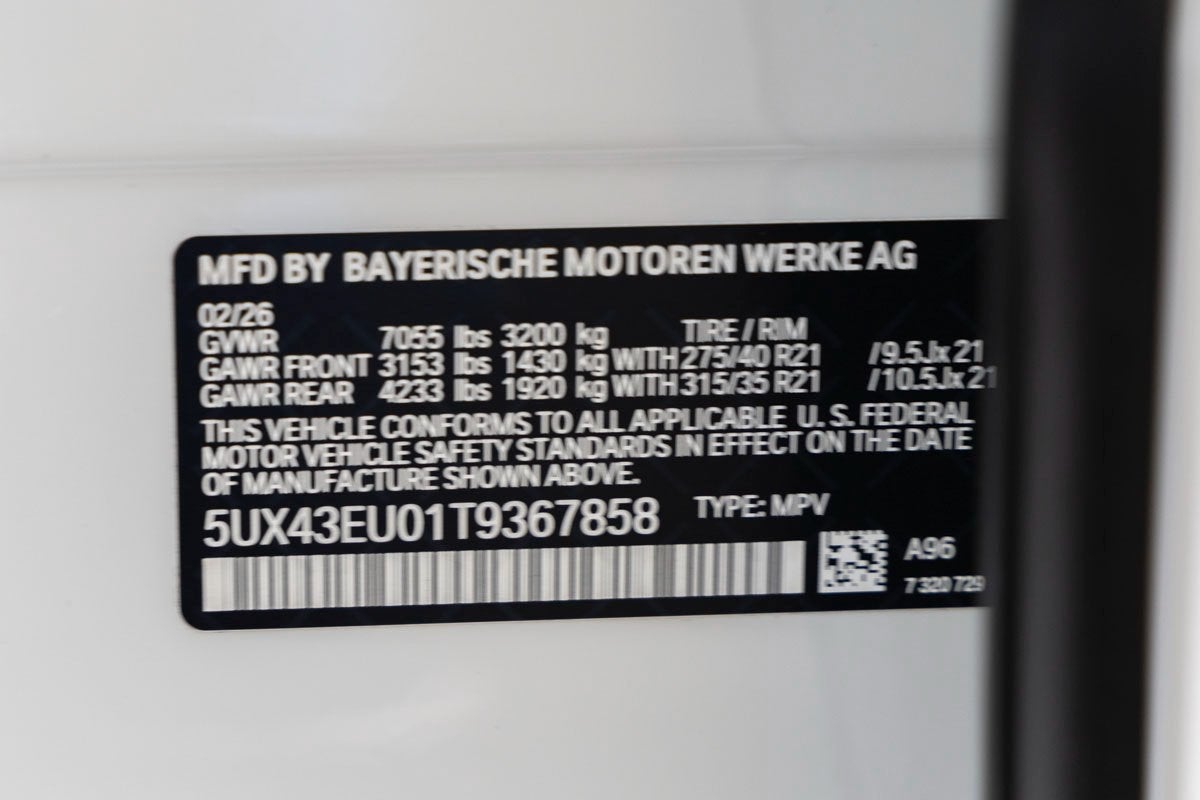 MFD BY BAYERISCHE MOTOREN WERKE AG
02/26
GVWR 7055 lbs 3200 kg TIRE / RIM
GAWR FRONT 3153 lbs 1430 kg WITH 275/40 R21 /9.5Jx21
GAWR REAR 4233 lbs 1920 kg WITH 315/35 R21 /10.5Jx21
THIS VEHICLE CONFORMS TO ALL APPLICABLE U. S. FEDERAL
MOTOR VEHICLE SAFETY STANDARDS IN EFFECT ON THE DATE
OF MANUFACTURE SHOWN ABOVE.
5UX43EU01T9367858 TYPE: MPV
A96
7 320 729